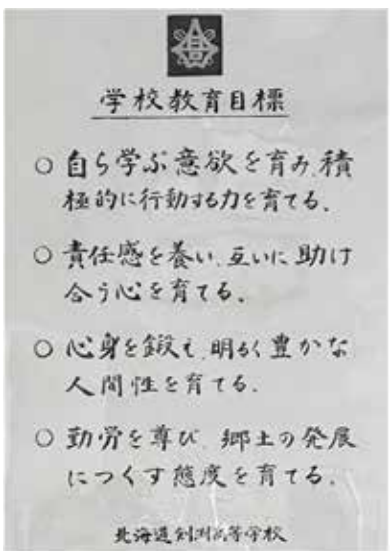 学校教育目標
○ 自ら学ぶ意欲を育み、積
極的に行動する力を育てる。
○ 責任感を養い、互いに助け
合う心を育てる。
○ 心身を鍛え、明るく豊かな
人間性を育てる。
○ 勤労を尊び、郷土の発展
につくす態度を育てる。
北海道剣淵高等学校